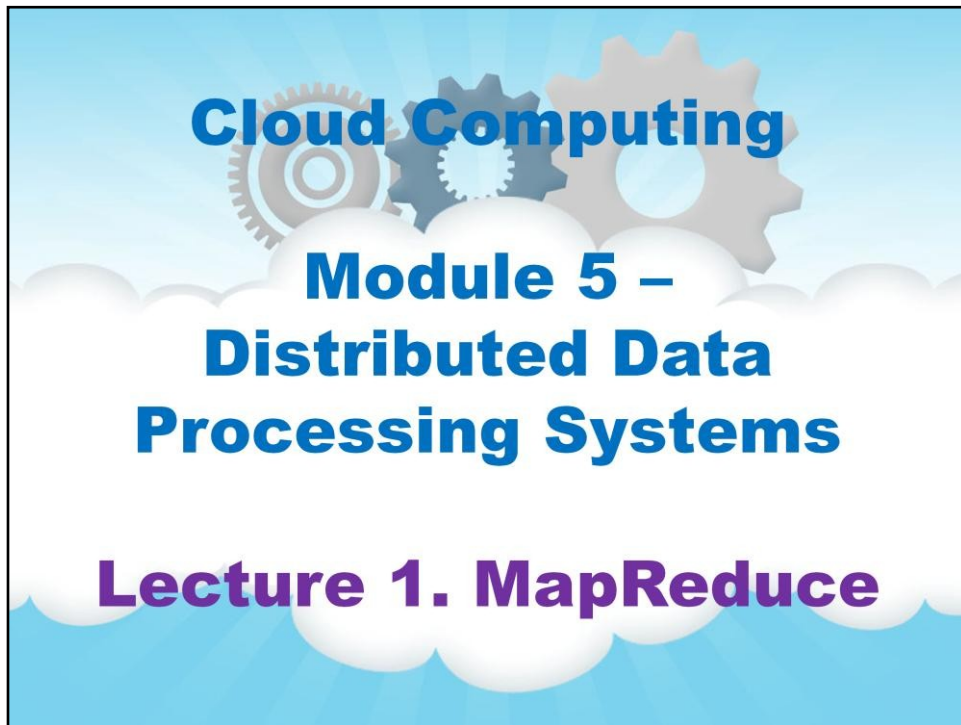 Cloud Computing
Module 5 –
Distributed Data
Processing Systems
Lecture 1. MapReduce